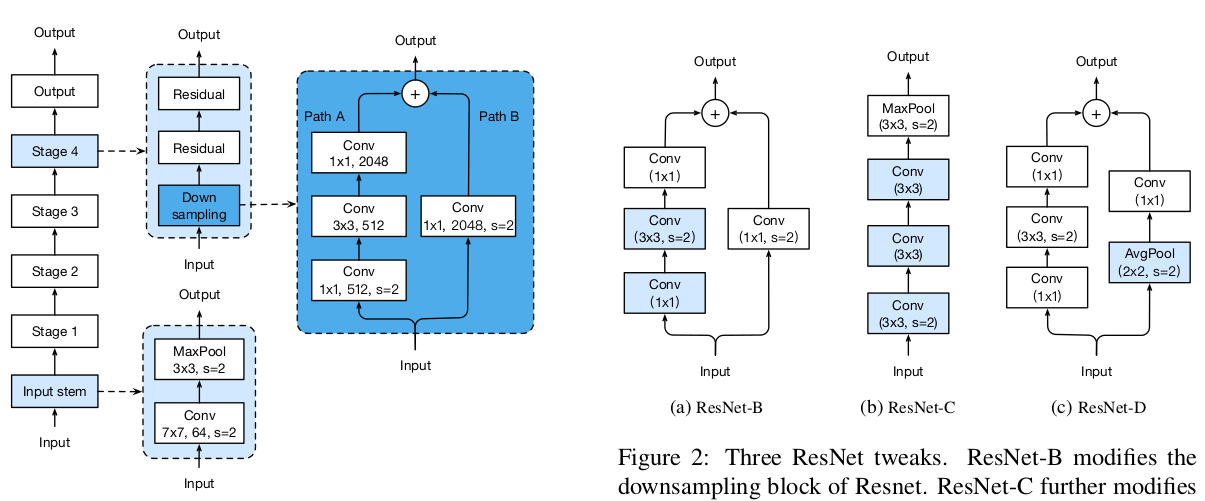 Output
Output
Stage 4
Stage 3
Stage 2
Stage 1
Input stem
Input
Output
Residual
Residual
Down
sampling
Input
Output
MaxPool
3x3, s=2
Conv
7x7, 64, s=2
Input
Output
Path A
Path B
+
Conv
1x1, 2048
Conv
3x3, 512
Conv
1x1, 2048, s=2
Conv
1x1, 512, s=2
Input
Output
+
Conv
(1x1)
Conv
(3x3, s=2)
Conv
(1x1, s=2)
Conv
(1x1)
Input
(a) ResNet-B
Output
MaxPool
(3x3, s=2)
Conv
(3x3)
Conv
(3x3)
Conv
(3x3, s=2)
Input
(b) ResNet-C
Output
+
Conv
(1x1)
Conv
(1x1)
Conv
(3x3, s=2)
AvgPool
(2x2, s=2)
Conv
(1x1)
Input
(c) ResNet-D
Figure 2: Three ResNet tweaks. ResNet-B modifies the
downsampling block of Resnet. ResNet-C further modifies